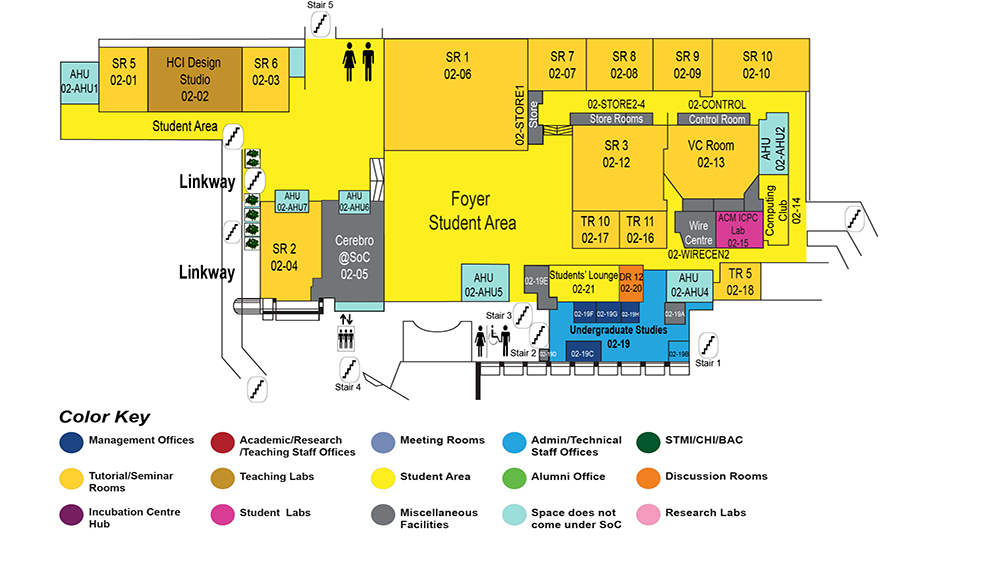 Stair 5
SR 5
02-01
HCI Design
Studio
02-02
SR 6
02-03
AHU
02-AHU1
Student Area
SR 1
02-06
SR 7
02-07
SR 8
02-08
SR 9
02-09
SR 10
02-10
02-STORE1
Store
02-STORE2-4
Store Rooms
02-CONTROL
Control Room
SR 3
02-12
VC Room
02-13
AHU
02-AHU2
Linkway
AHU
02-AHU7
AHU
02-AHU6
Foyer
Student Area
Computing
Club
02-14
TR 10
02-17
TR 11
02-16
Wire
Centre
ACM ICPC
Lab
02-15
02-WIRECEN2
SR 2
02-04
Cerebro
@SoC
02-05
Linkway
AHU
02-AHU5
02-19E
Students' Lounge
02-21
DR 12
02-20
AHU
02-AHU4
TR 5
02-18
02-19F
02-19G
02-19H
02-19A
Stair 3
Undergraduate Studies
02-19
Stair 2
02-19D
02-19C
02-19B
Stair 1
Stair 4
Color Key
Management Offices
Academic/Research
/Teaching Staff Offices
Meeting Rooms
Admin/Technical
Staff Offices
STMI/CHI/BAC
Tutorial/Seminar
Rooms
Teaching Labs
Student Area
Alumni Office
Discussion Rooms
Incubation Centre
Hub
Student Labs
Miscellaneous
Facilities
Space does not
come under SoC
Research Labs